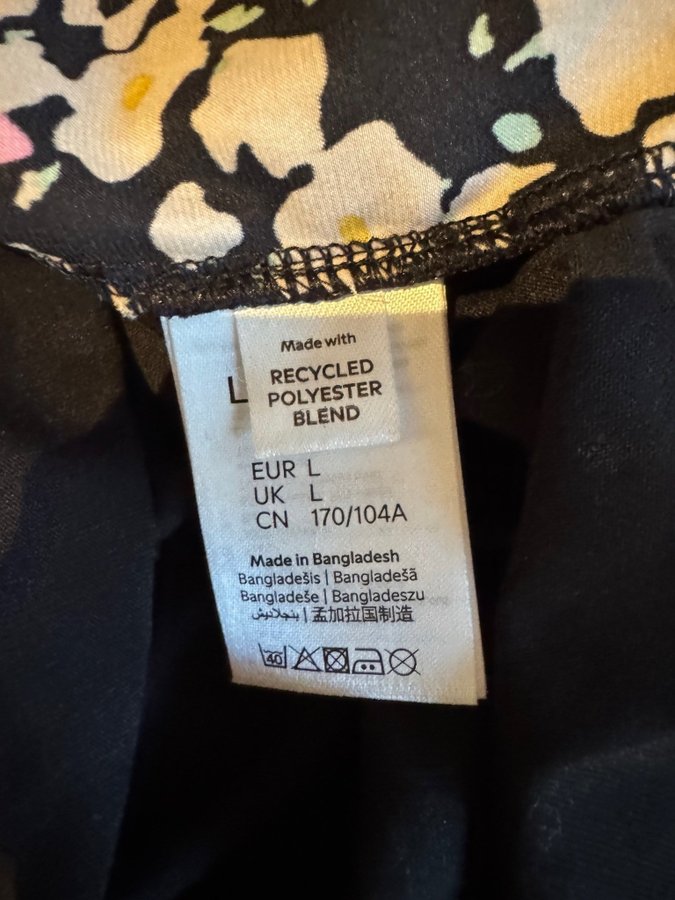 Made with
RECYCLED
POLYESTER
BLEND
L
EUR L
UK L
CN 170/104A
Made in Bangladesh
Bangladešis | Bangladešā
Bangladeše | Bangladeszu
بنجلاديش | 孟加拉国制造
40